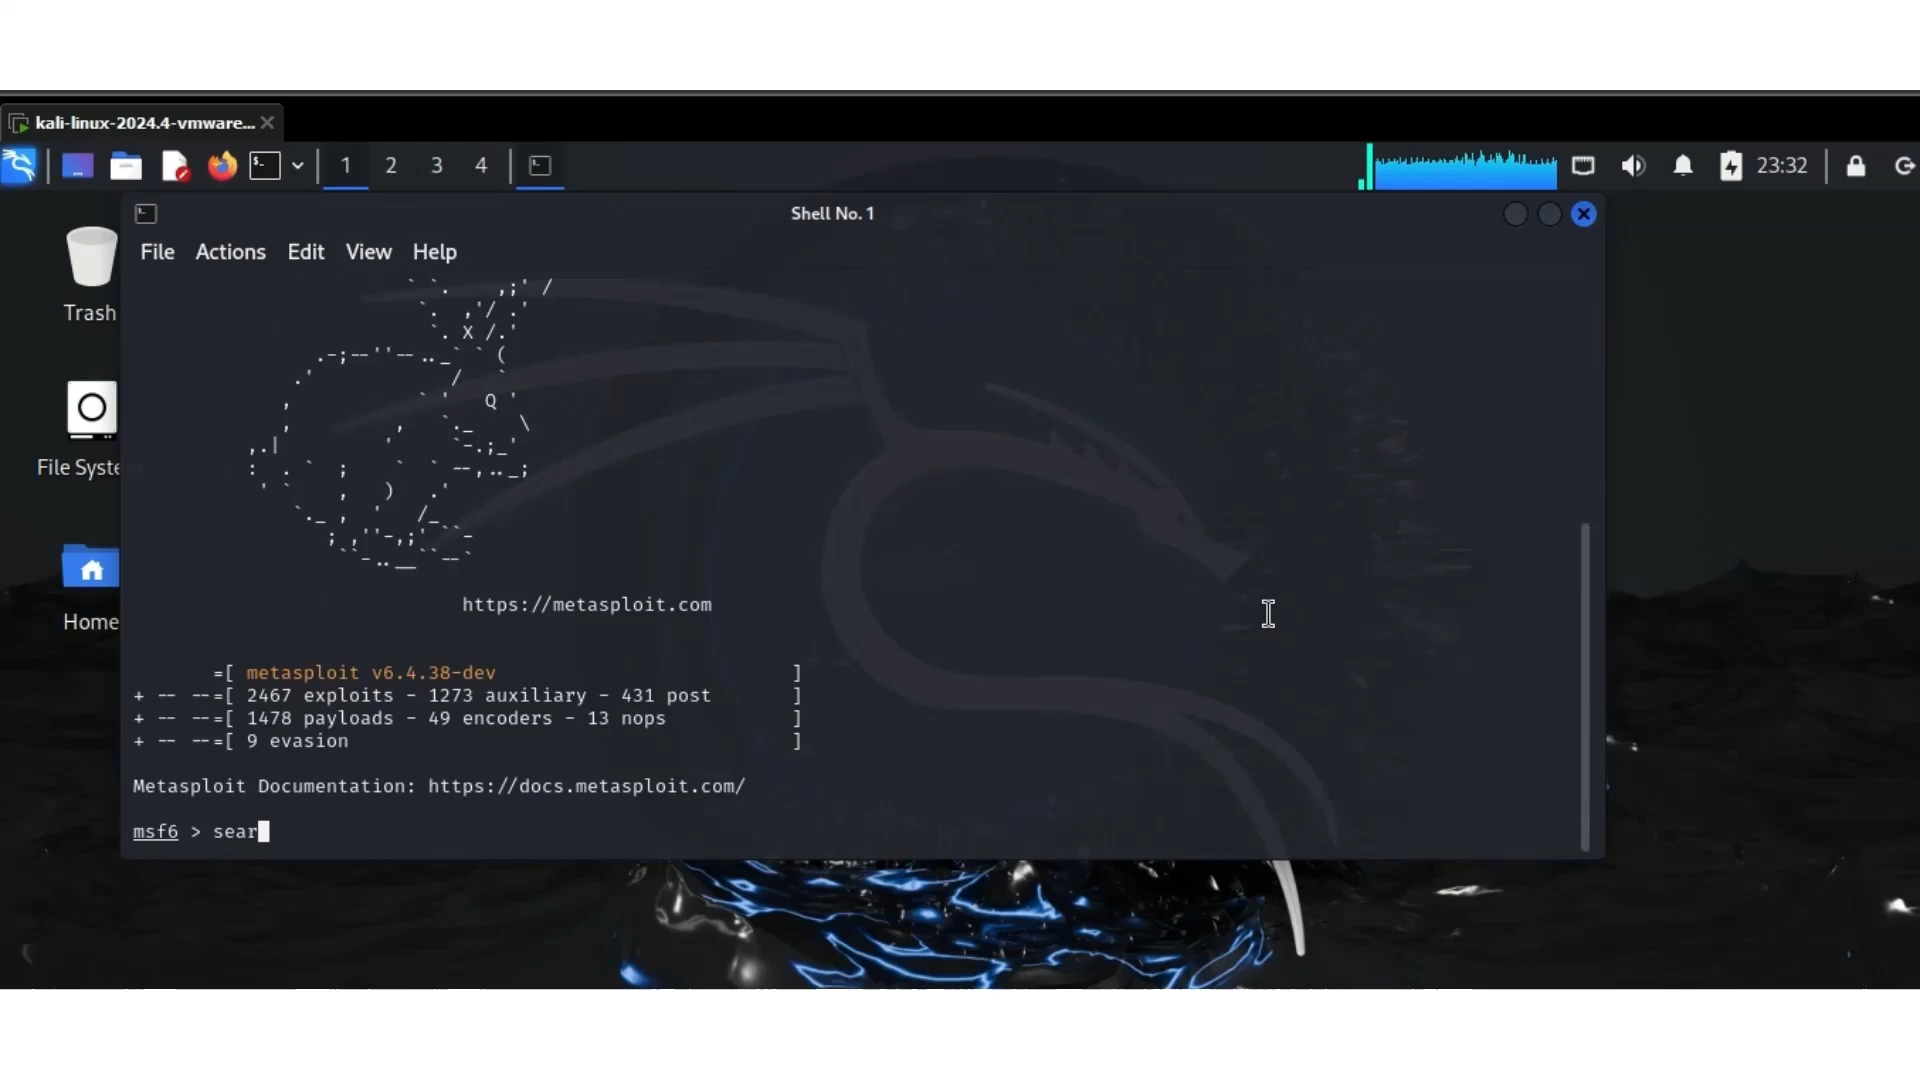 kali-linux-2024.4-vmware...
1 2 3 4
23:32
Shell No. 1
File Actions Edit View Help
Trash
File Syste
Home
https://metasploit.com
=[ metasploit v6.4.38-dev ]
+ -- --=[ 2467 exploits - 1273 auxiliary - 431 post ]
+ -- --=[ 1478 payloads - 49 encoders - 13 nops ]
+ -- --=[ 9 evasion ]
Metasploit Documentation: https://docs.metasploit.com/
msf6 > sear